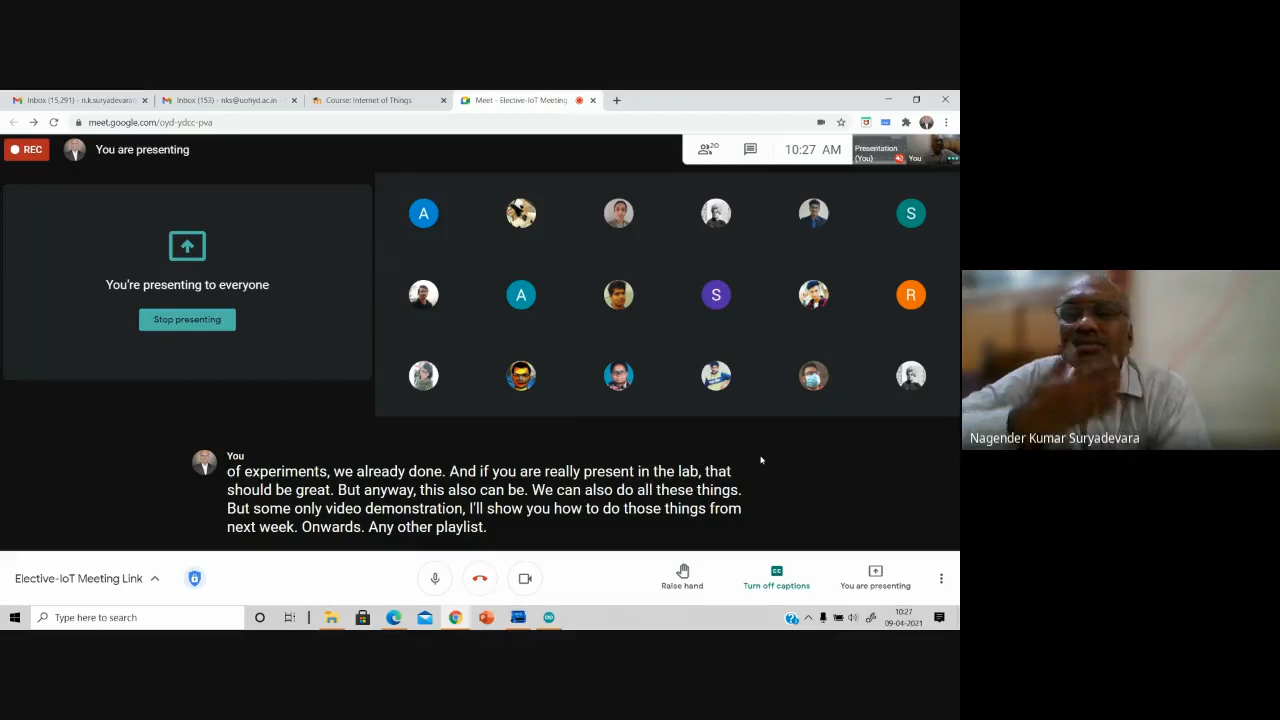 Inbox (15,291) - n.k.suryadevara@
Inbox (153) - nks@uohyd.ac.in -
Course: Internet of Things
Meet - Elective-IoT Meeting
meet.google.com/oyd-ydcc-pva
REC
You are presenting
20
10:27 AM
Presentation
(You)
You
A
S
You're presenting to everyone
Stop presenting
A
S
R
You
of experiments, we already done. And if you are really present in the lab, that
should be great. But anyway, this also can be. We can also do all these things.
But some only video demonstration, I'll show you how to do those things from
next week. Onwards. Any other playlist.
Nagender Kumar Suryadevara
Elective-IoT Meeting Link
Raise hand
CC
Turn off captions
You are presenting
Type here to search
10:27
09-04-2021